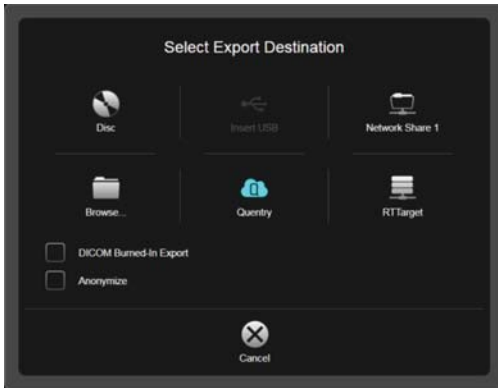 Select Export Destination
Disc
Insert USB
Network Share 1
Browse...
Quentry
RTTarget
DICOM Burned-In Export
Anonymize
Cancel